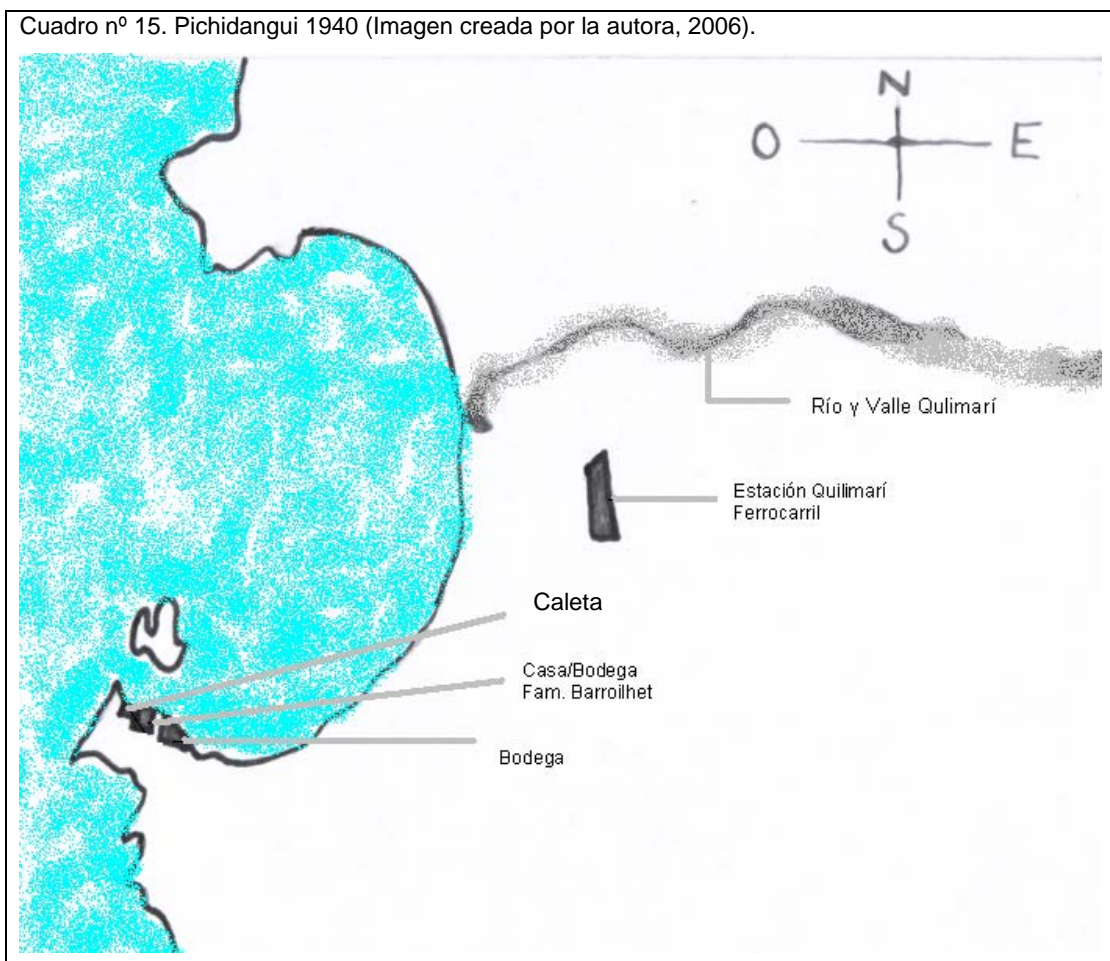 Cuadro nº 15. Pichidangui 1940 (Imagen creada por la autora, 2006).
N
O E
S
Río y Valle Qulimarí
Estación Quilimarí
Ferrocarril
Caleta
Casa/Bodega
Fam. Barroilhet
Bodega